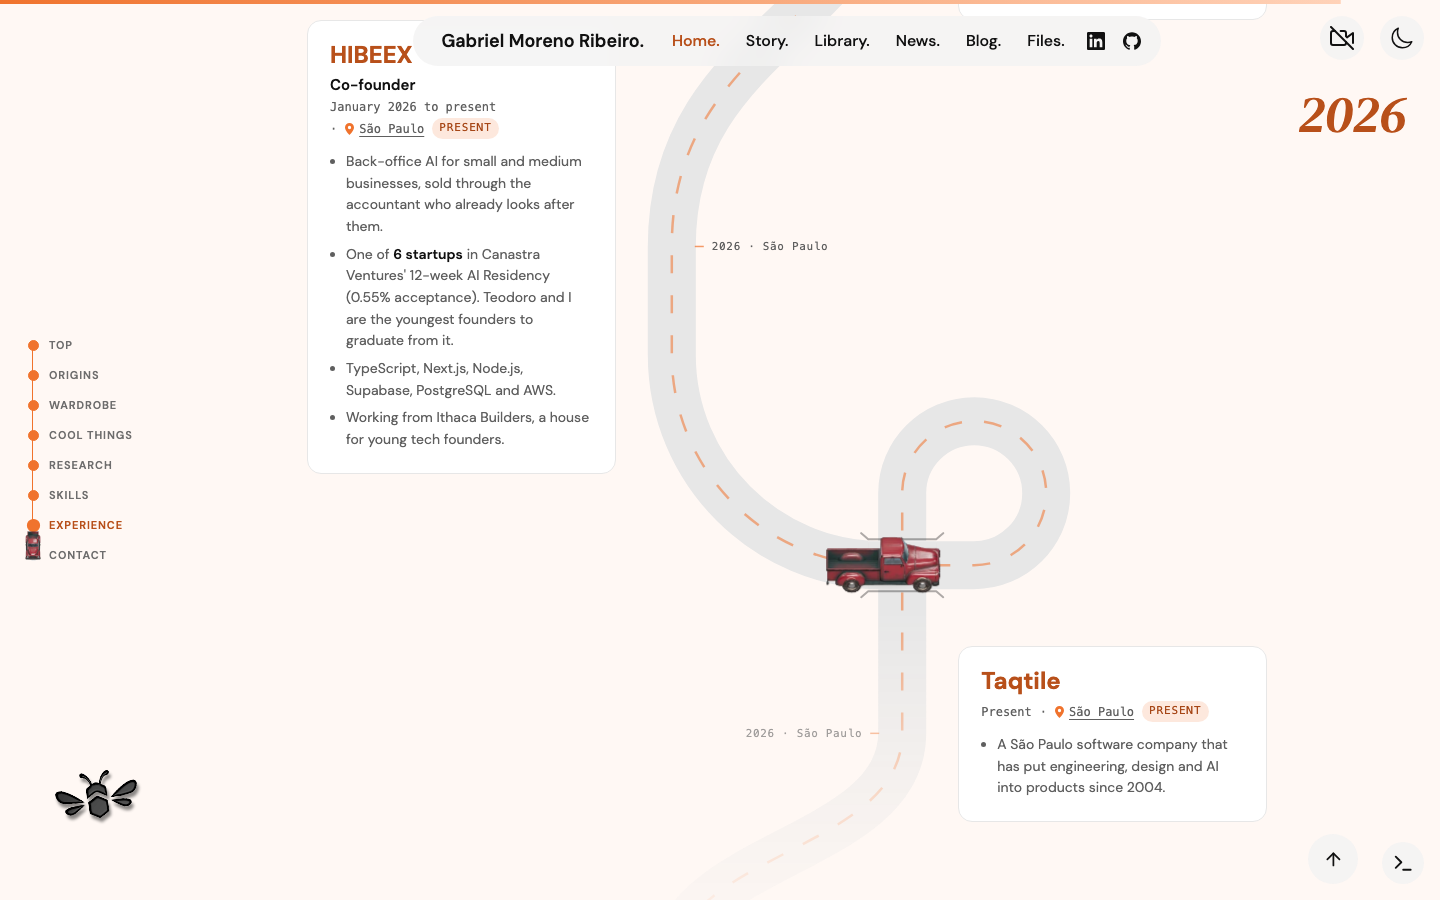 Gabriel Moreno Ribeiro.
Home.
Story.
Library.
News.
Blog.
Files.
2026
HIBEEX
Co-founder
January 2026 to present
· São Paulo PRESENT
Back-office AI for small and medium
businesses, sold through the
accountant who already looks after
them.
One of 6 startups in Canastra
Ventures' 12-week AI Residency
(0.55% acceptance). Teodoro and I
are the youngest founders to
graduate from it.
TypeScript, Next.js, Node.js,
Supabase, PostgreSQL and AWS.
Working from Ithaca Builders, a house
for young tech founders.
2026 · São Paulo
TOP
ORIGINS
WARDROBE
COOL THINGS
RESEARCH
SKILLS
EXPERIENCE
CONTACT
2026 · São Paulo
Taqtile
Present · São Paulo PRESENT
A São Paulo software company that
has put engineering, design and AI
into products since 2004.